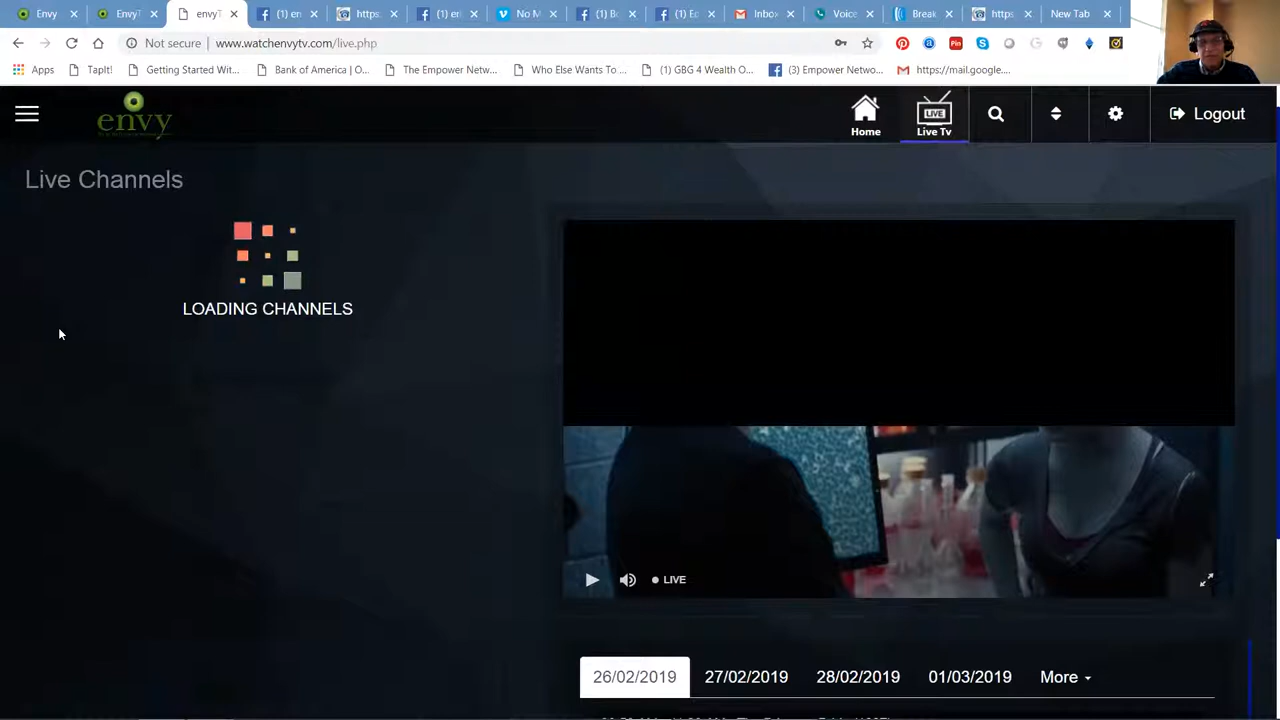 Envy
EnvyT
envyT
(1) en
https:
(1) eri
No M
(1) Bo
(1) Ed
Inbox
Voice
Break
https:
New Tab
Not secure
www.watchenvytv.com/live.php
Apps
TapIt!
Getting Started Wit...
Bank of America | O...
The Empower Netw...
Who Else Wants To ...
(1) GBG 4 Wealth O...
(3) Empower Netwo...
https://mail.google....
envy
Home
Live Tv
Logout
Live Channels
LOADING CHANNELS
LIVE
26/02/2019
27/02/2019
28/02/2019
01/03/2019
More